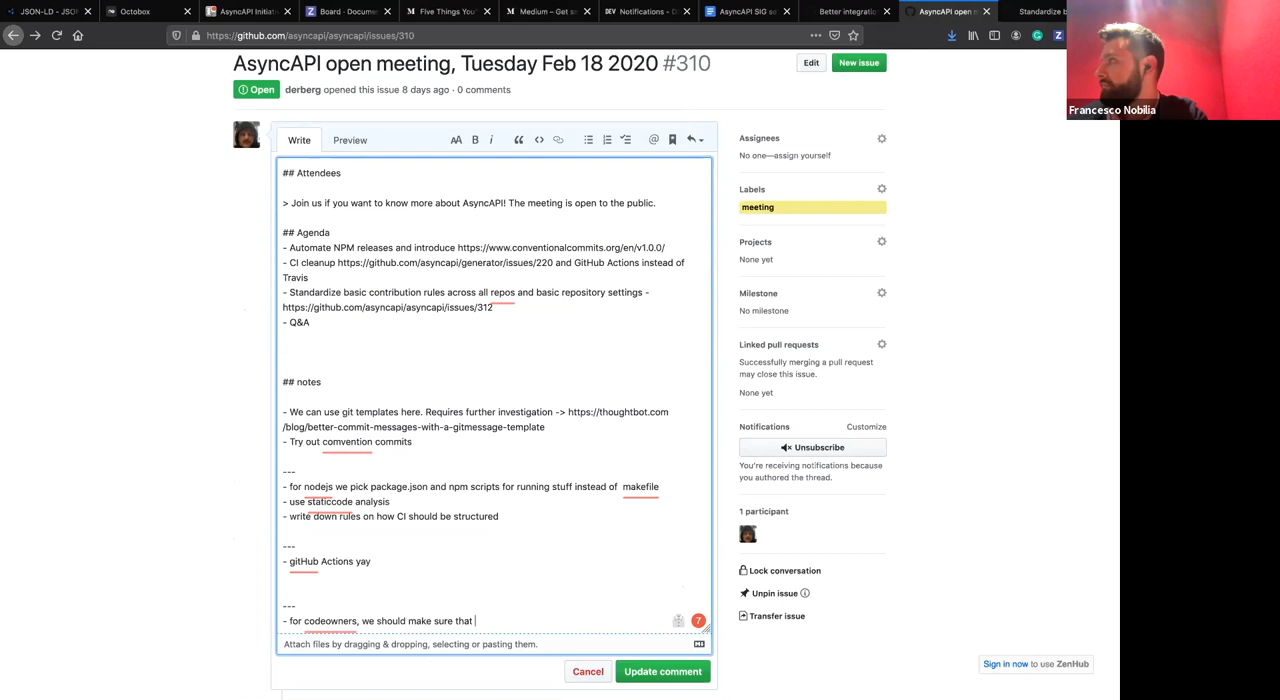 JSON-LD - JSON
Octobox
AsyncAPI Initiati
Board · Docume
Five Things You
Medium – Get sm
DEV Notifications - D
AsyncAPI SIG se
Better integratio
AsyncAPI open m
Standardize b
https://github.com/asyncapi/asyncapi/issues/310
Francesco Nobilia
AsyncAPI open meeting, Tuesday Feb 18 2020 #310
Edit
New issue
Open
derberg opened this issue 8 days ago · 0 comments
Write
Preview
## Attendees
> Join us if you want to know more about AsyncAPI! The meeting is open to the public.
## Agenda
- Automate NPM releases and introduce https://www.conventionalcommits.org/en/v1.0.0/
- CI cleanup https://github.com/asyncapi/generator/issues/220 and GitHub Actions instead of
Travis
- Standardize basic contribution rules across all repos and basic repository settings -
https://github.com/asyncapi/asyncapi/issues/312
- Q&A
## notes
- We can use git templates here. Requires further investigation -> https://thoughtbot.com
/blog/better-commit-messages-with-a-gitmessage-template
- Try out comvention commits
---
- for nodejs we pick package.json and npm scripts for running stuff instead of makefile
- use staticcode analysis
- write down rules on how CI should be structured
---
- gitHub Actions yay
---
- for codeowners, we should make sure that
7
Attach files by dragging & dropping, selecting or pasting them.
Cancel
Update comment
Assignees
No one—assign yourself
Labels
meeting
Projects
None yet
Milestone
No milestone
Linked pull requests
Successfully merging a pull request
may close this issue.
None yet
Notifications
Customize
Unsubscribe
You're receiving notifications because
you authored the thread.
1 participant
Lock conversation
Unpin issue
Transfer issue
Sign in now to use ZenHub